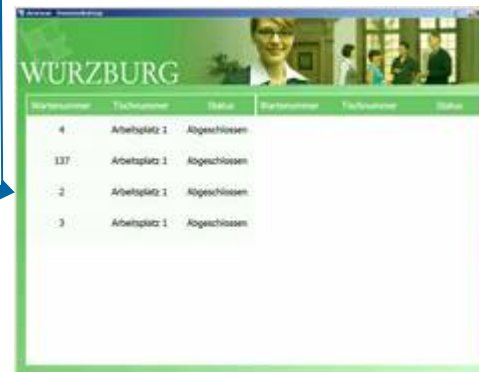 WÜRZBURG
Wartenummer Tischnummer Status Wartenummer Tischnummer Status
4 Arbeitsplatz 1 Abgeschlossen
137 Arbeitsplatz 1 Abgeschlossen
2 Arbeitsplatz 1 Abgeschlossen
3 Arbeitsplatz 1 Abgeschlossen